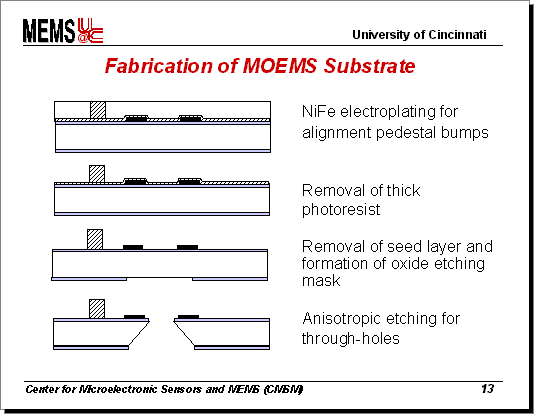 MEMS U@C
University of Cincinnati
Fabrication of MOEMS Substrate
NiFe electroplating for
alignment pedestal bumps
Removal of thick
photoresist
Removal of seed layer and
formation of oxide etching
mask
Anisotropic etching for
through-holes
Center for Microelectronic Sensors and MEMS (CMSM)
13